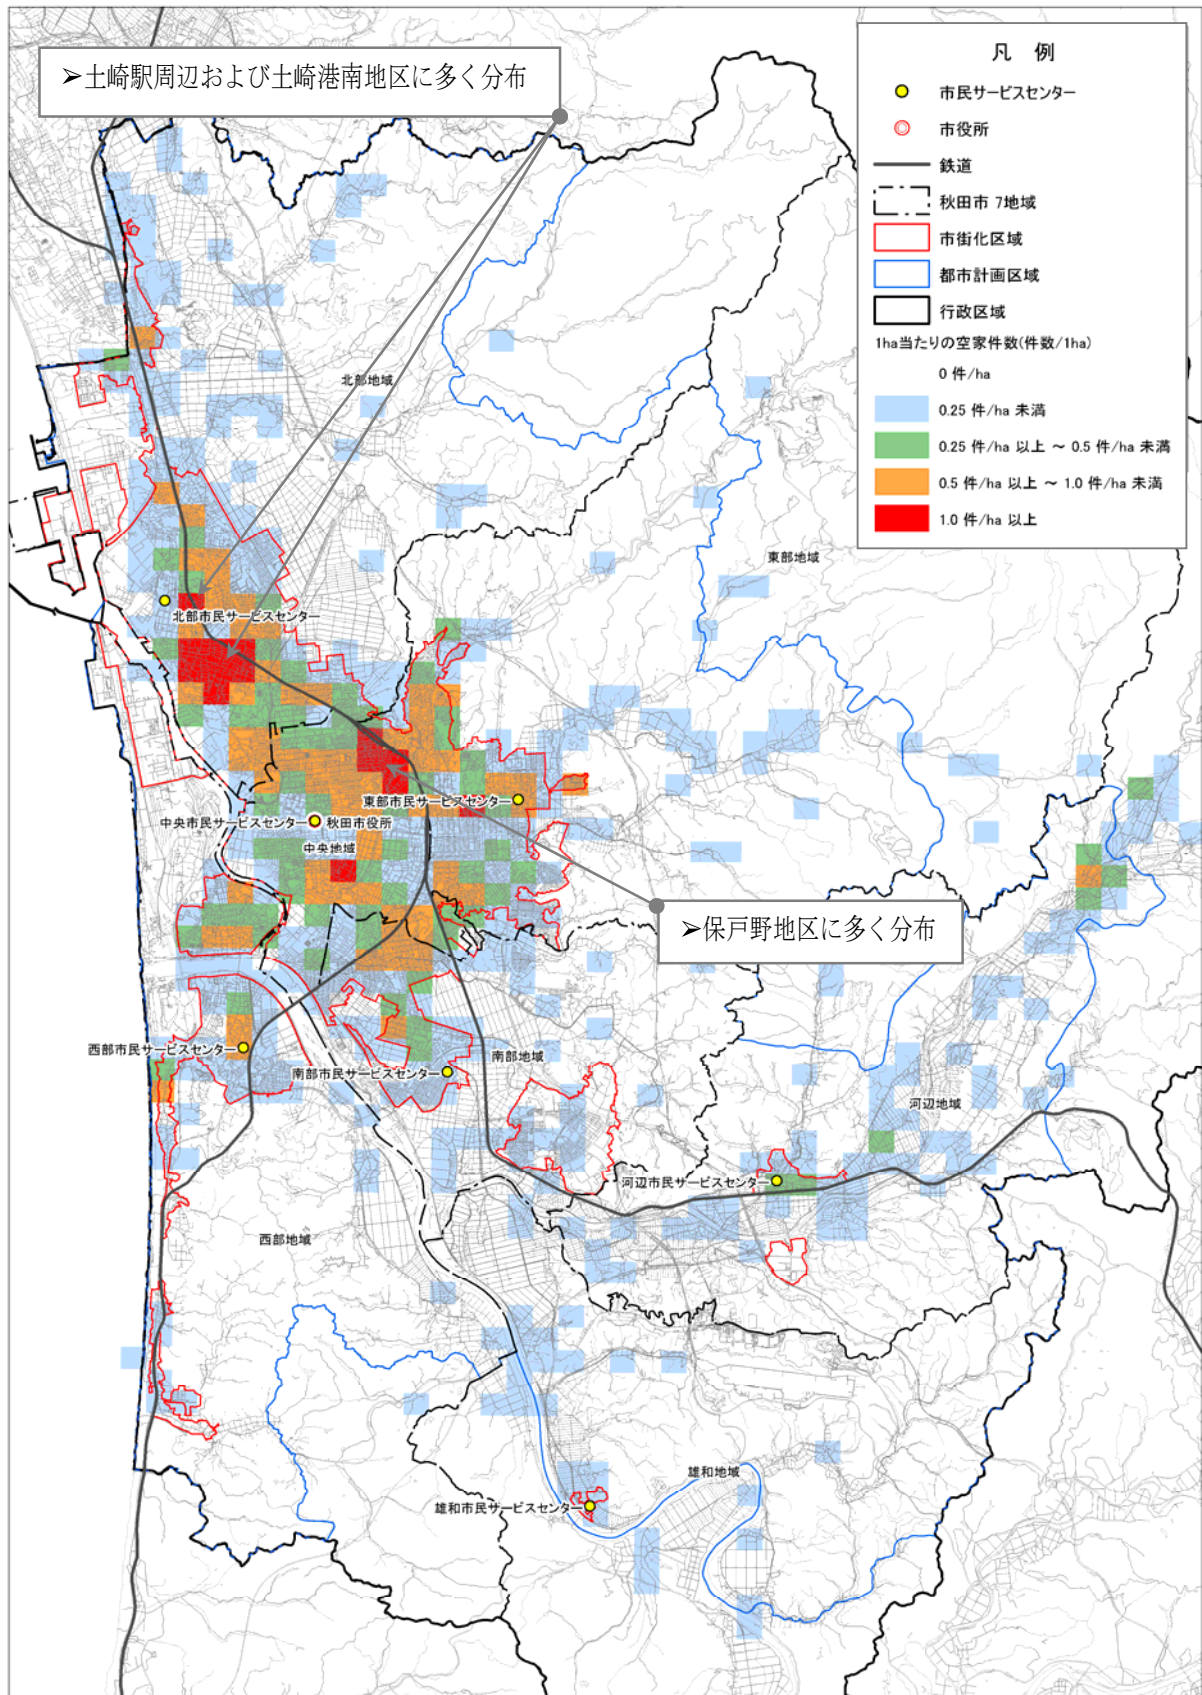 ➢土崎駅周辺および土崎港南地区に多く分布
凡 例
市民サービスセンター
市役所
鉄道
秋田市 7地域
市街化区域
都市計画区域
行政区域
1ha当たりの空家件数(件数/1ha)
0 件/ha
0.25 件/ha 未満
0.25 件/ha 以上 ～ 0.5 件/ha 未満
0.5 件/ha 以上 ～ 1.0 件/ha 未満
1.0 件/ha 以上
北部地域
東部地域
北部市民サービスセンター
東部市民サービスセンター
中央市民サービスセンター
秋田市役所
中央地域
➢保戸野地区に多く分布
西部市民サービスセンター
南部地域
南部市民サービスセンター
河辺地域
河辺市民サービスセンター
西部地域
雄和地域
雄和市民サービスセンター